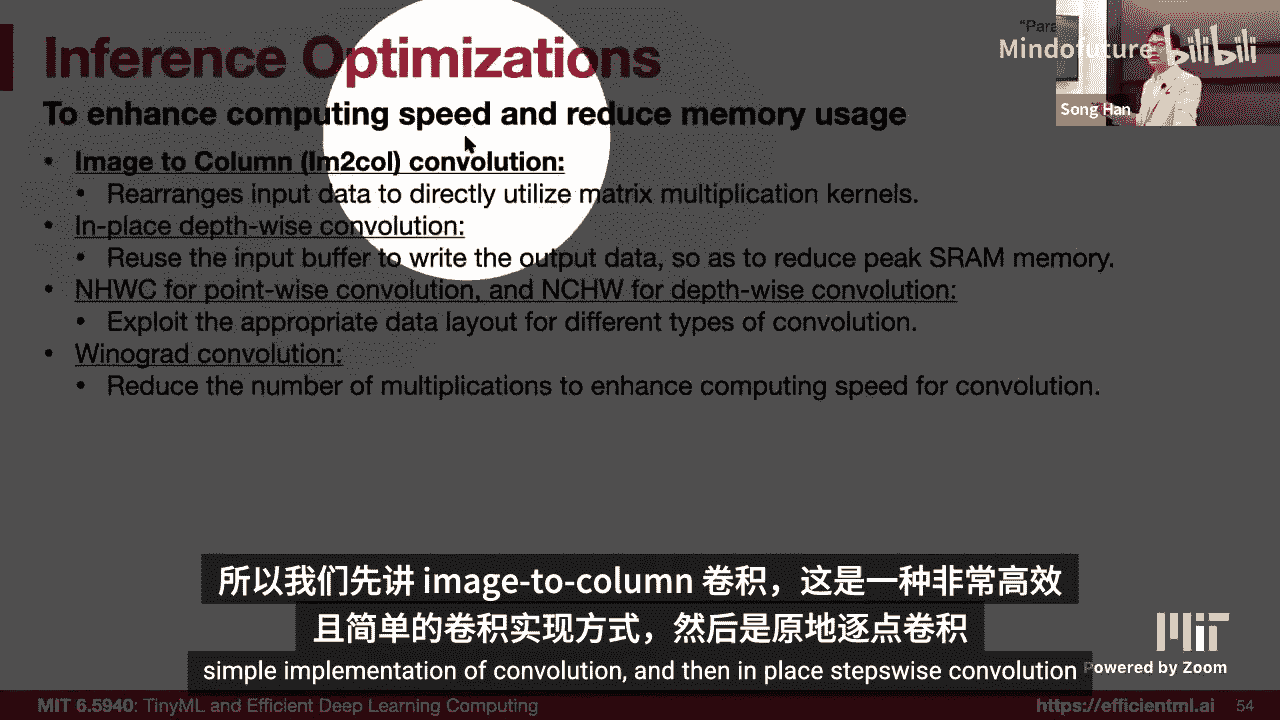 "Para
Mindofuture bilibili
Inference Optimizations
Song Han
To enhance computing speed and reduce memory usage
• Image to Column (Im2col) convolution:
• Rearranges input data to directly utilize matrix multiplication kernels.
• In-place depth-wise convolution:
• Reuse the input buffer to write the output data, so as to reduce peak SRAM memory.
• NHWC for point-wise convolution, and NCHW for depth-wise convolution:
• Exploit the appropriate data layout for different types of convolution.
• Winograd convolution:
• Reduce the number of multiplications to enhance computing speed for convolution.
所以我们先讲 image-to-column 卷积，这是一种非常高效
且简单的卷积实现方式，然后是原地逐点卷积
simple implementation of convolution, and then in place stepswise convolution
MIT
Powered by Zoom
MIT 6.5940: TinyML and Efficient Deep Learning Computing
https://efficientml.ai
54